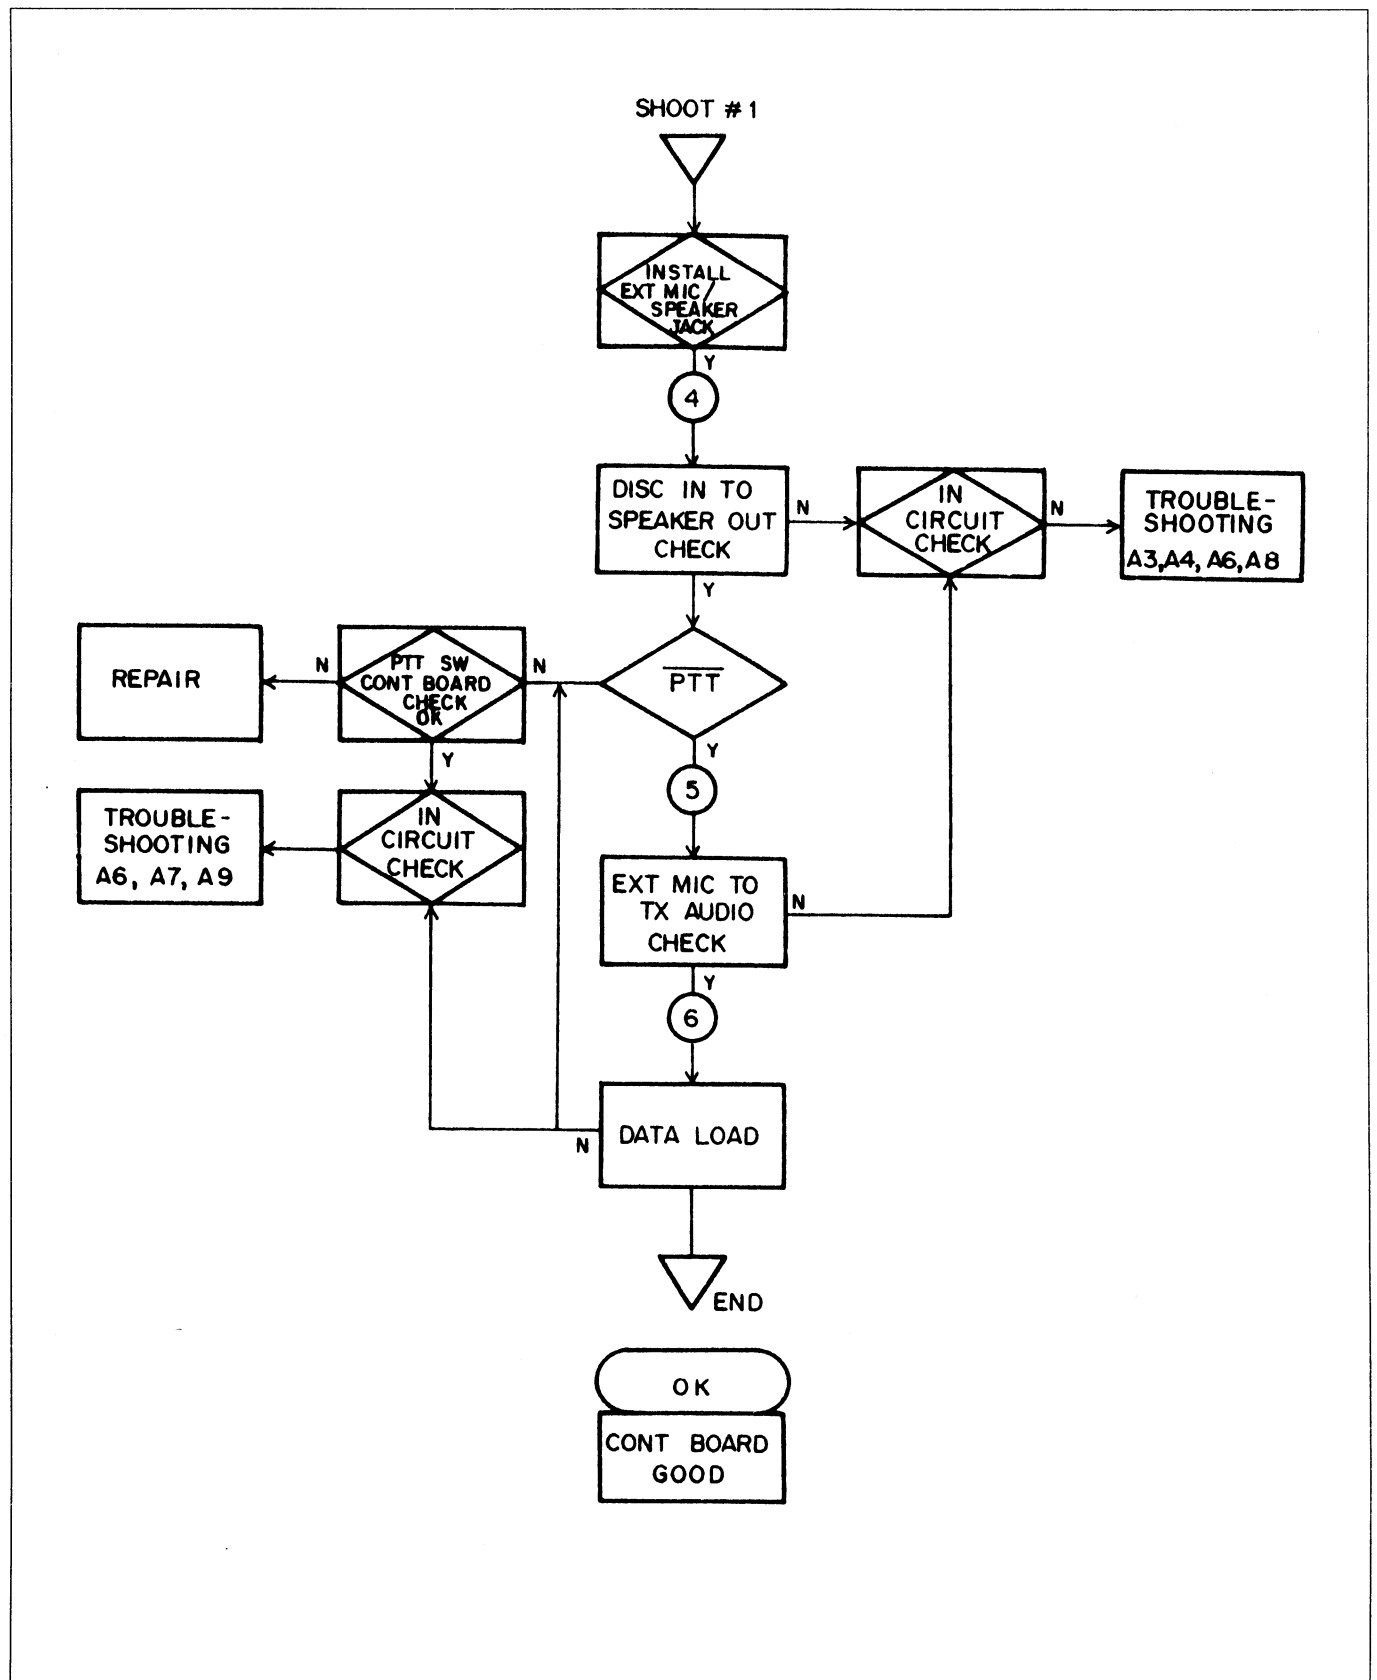 SHOOT #1
INSTALL
EXT MIC /
SPEAKER
JACK
Y
4
DISC IN TO
SPEAKER OUT
CHECK
N
IN
CIRCUIT
CHECK
N
TROUBLE-
SHOOTING
A3,A4,A6,A8
Y
REPAIR
N
PTT SW
CONT BOARD
CHECK
OK
N
PTT
Y
Y
5
TROUBLE-
SHOOTING
A6, A7, A9
IN
CIRCUIT
CHECK
EXT MIC TO
TX AUDIO
CHECK
N
Y
6
DATA LOAD
N
END
OK
CONT BOARD
GOOD